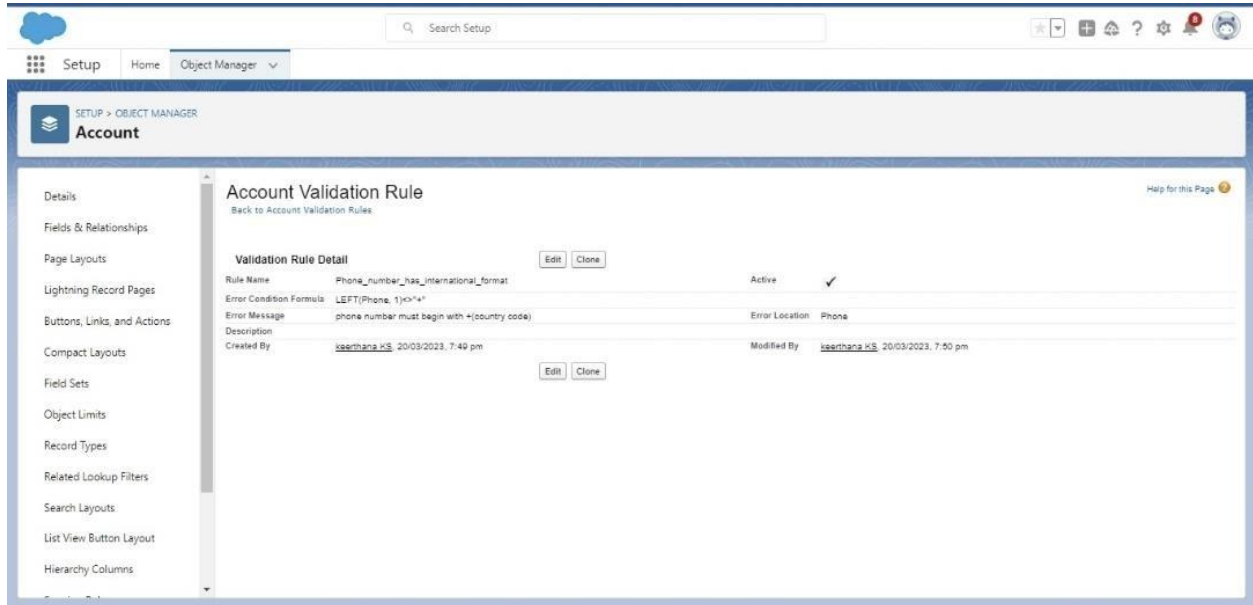 Search Setup
8
Setup Home Object Manager
SETUP > OBJECT MANAGER
Account
Details
Fields & Relationships
Page Layouts
Lightning Record Pages
Buttons, Links, and Actions
Compact Layouts
Field Sets
Object Limits
Record Types
Related Lookup Filters
Search Layouts
List View Button Layout
Hierarchy Columns
Account Validation Rule
Help for this Page
Back to Account Validation Rules
Validation Rule Detail Edit Clone
Rule Name Phone_number_has_international_format Active ✓
Error Condition Formula LEFT(Phone, 1)<>"+"
Error Message phone number must begin with +(country code) Error Location Phone
Description
Created By keerthana KS, 20/03/2023, 7:49 pm Modified By keerthana KS, 20/03/2023, 7:50 pm
Edit Clone